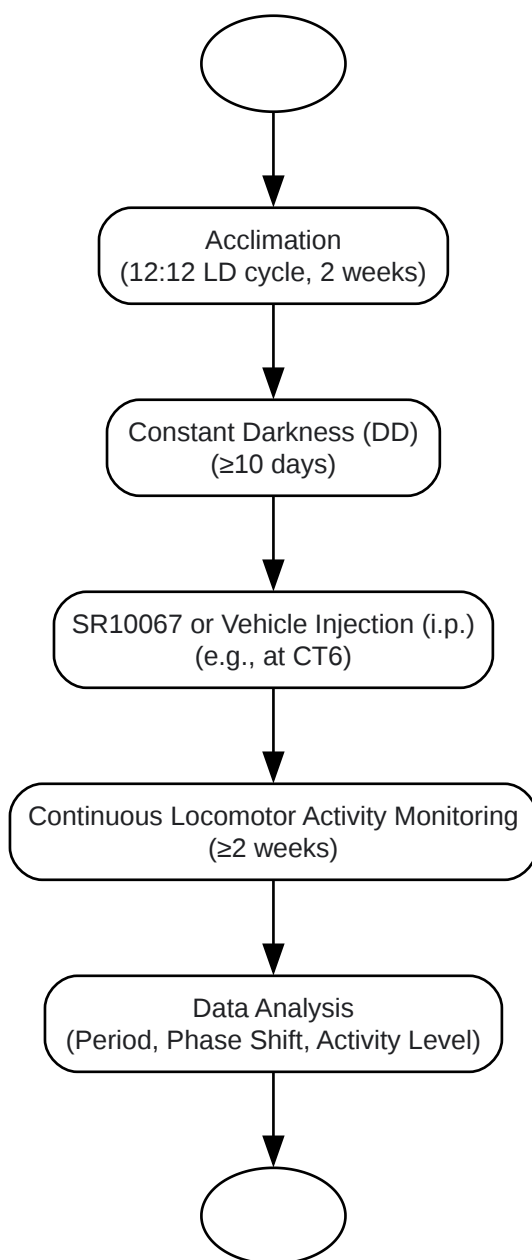 Acclimation
(12:12 LD cycle, 2 weeks)
Constant Darkness (DD)
(≥10 days)
SR10067 or Vehicle Injection (i.p.)
(e.g., at CT6)
Continuous Locomotor Activity Monitoring
(≥2 weeks)
Data Analysis
(Period, Phase Shift, Activity Level)